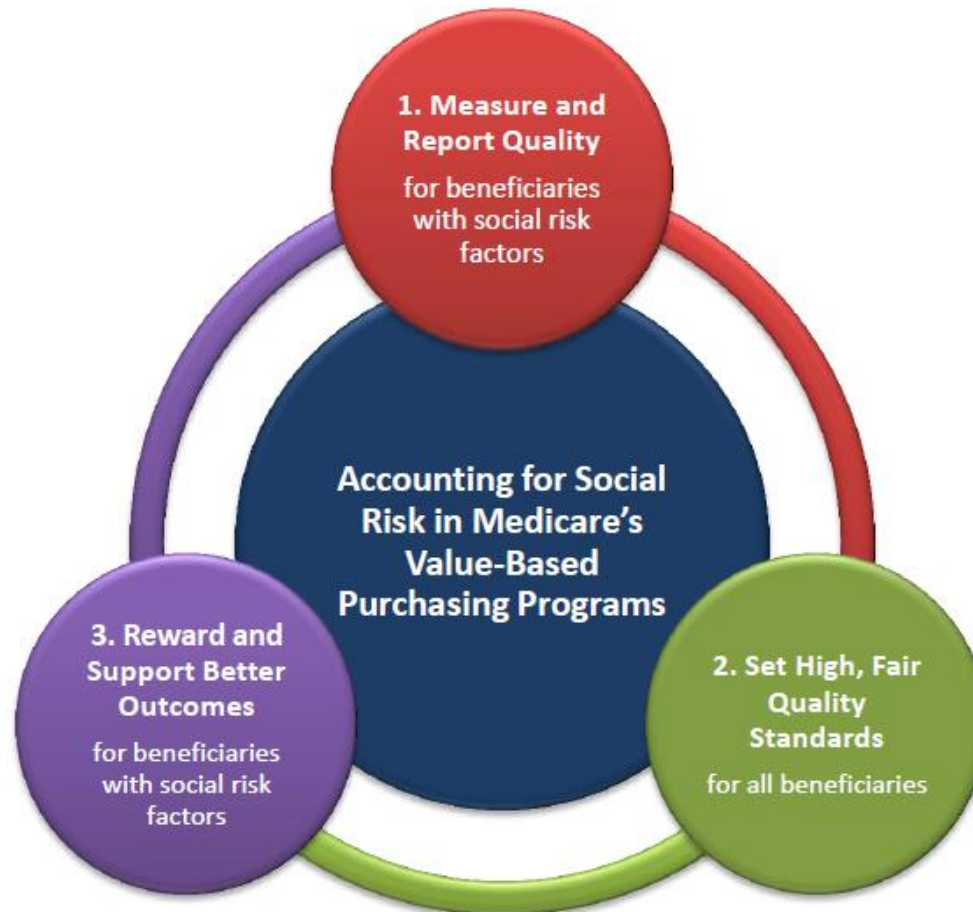 1. Measure and
Report Quality
for beneficiaries
with social risk
factors
Accounting for Social
Risk in Medicare's
Value-Based
Purchasing Programs
2. Set High, Fair
Quality
Standards
for all beneficiaries
3. Reward and
Support Better
Outcomes
for beneficiaries
with social risk
factors